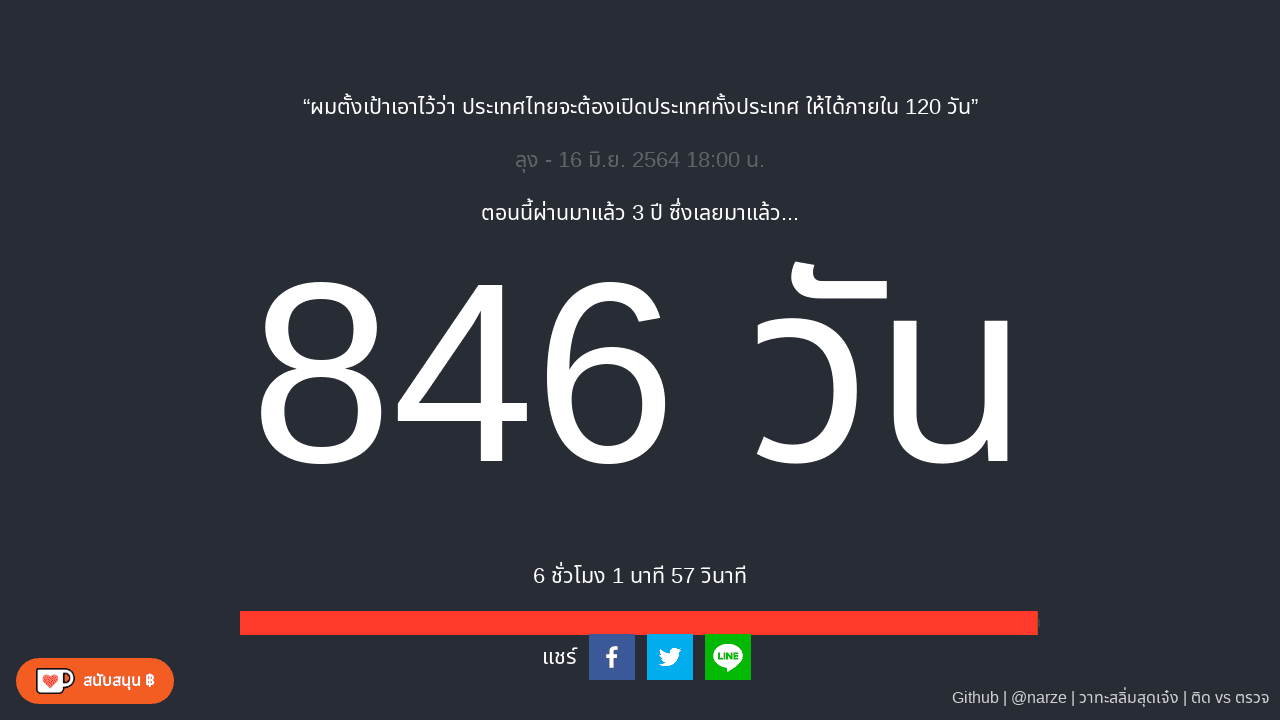 “ผมตั้งเป้าเอาไว้ว่า ประเทศไทยจะต้องเปิดประเทศทั้งประเทศ ให้ได้ภายใน 120 วัน”
ลุง - 16 มิ.ย. 2564 18:00 น.
ตอนนี้ผ่านมาแล้ว 3 ปี ซึ่งเลยมาแล้ว...
846 วัน
6 ชั่วโมง 1 นาที 57 วินาที
แชร์ LINE
สนับสนุน ฿
Github | @narze | วาทะสลิ่มสุดเจ๋ง | ติด vs ตรวจ